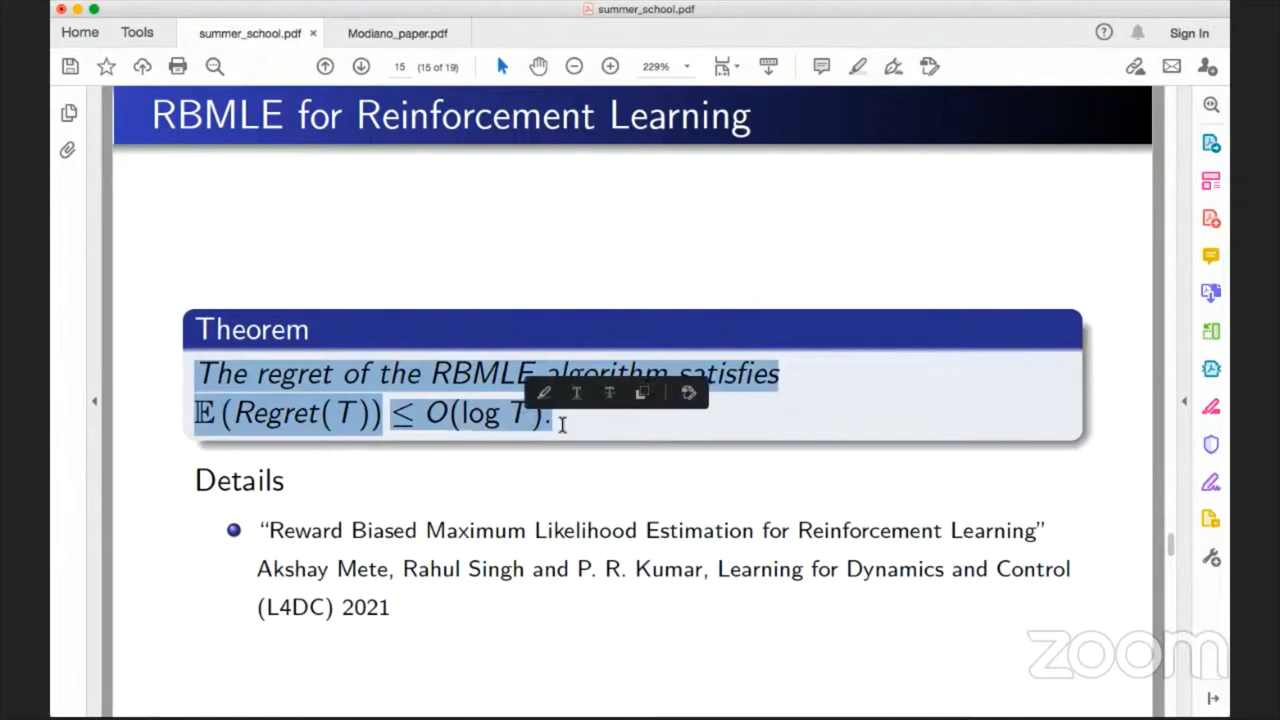 summer_school.pdf
Home Tools summer_school.pdf × Modiano_paper.pdf Sign In
15 (15 of 19) 229%
RBMLE for Reinforcement Learning
Theorem
The regret of the RBMLE algorithm satisfies
𝔼 (Regret(T)) ≤ O(log T).
Details
“Reward Biased Maximum Likelihood Estimation for Reinforcement Learning”
Akshay Mete, Rahul Singh and P. R. Kumar, Learning for Dynamics and Control
(L4DC) 2021
zoom